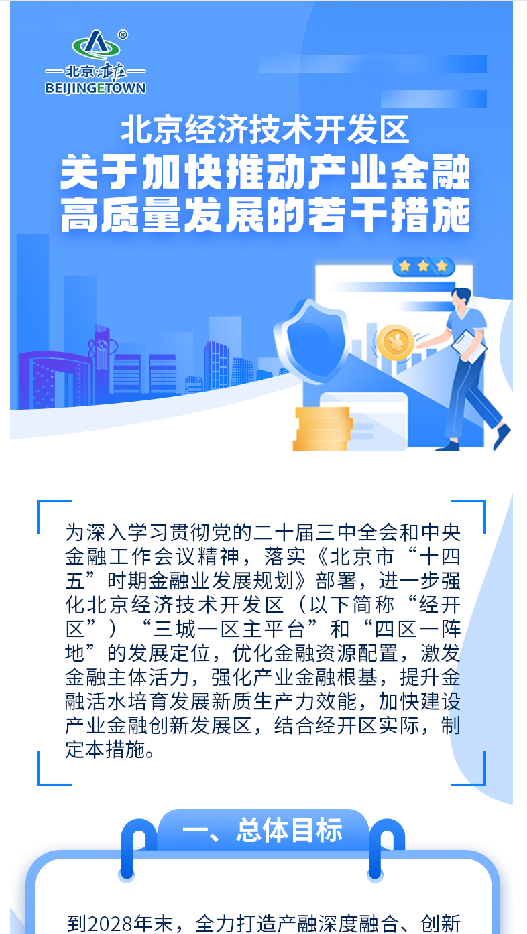 北京亦庄
BEIJINGETOWN
北京经济技术开发区
关于加快推动产业金融
高质量发展的若干措施
为深入学习贯彻党的二十届三中全会和中央
金融工作会议精神，落实《北京市“十四
五”时期金融业发展规划》部署，进一步强
化北京经济技术开发区（以下简称“经开
区”）“三城一区主平台”和“四区一阵
地”的发展定位，优化金融资源配置，激发
金融主体活力，强化产业金融根基，提升金
融活水培育发展新质生产力效能，加快建设
产业金融创新发展区，结合经开区实际，制
定本措施。
一、总体目标
到2028年末，全力打造产融深度融合、创新